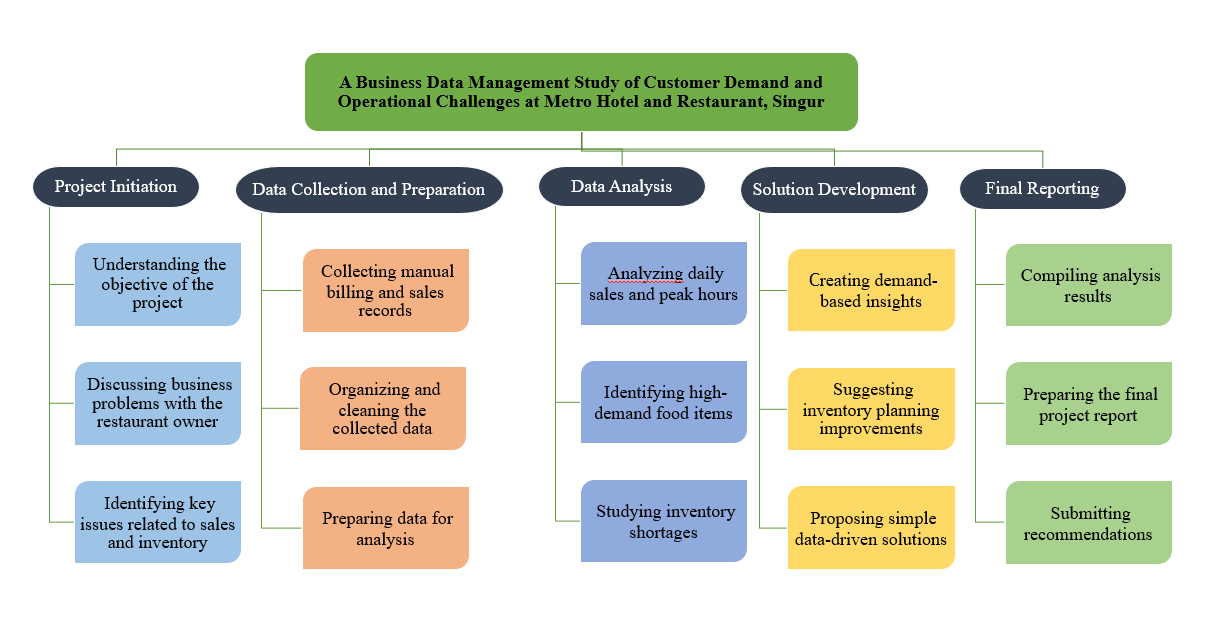 A Business Data Management Study of Customer Demand and
Operational Challenges at Metro Hotel and Restaurant, Singur
Project Initiation
Understanding the
objective of the
project
Discussing business
problems with the
restaurant owner
Identifying key
issues related to sales
and inventory
Data Collection and Preparation
Collecting manual
billing and sales
records
Organizing and
cleaning the
collected data
Preparing data for
analysis
Data Analysis
Analyzing daily
sales and peak hours
Identifying high-
demand food items
Studying inventory
shortages
Solution Development
Creating demand-
based insights
Suggesting
inventory planning
improvements
Proposing simple
data-driven solutions
Final Reporting
Compiling analysis
results
Preparing the final
project report
Submitting
recommendations